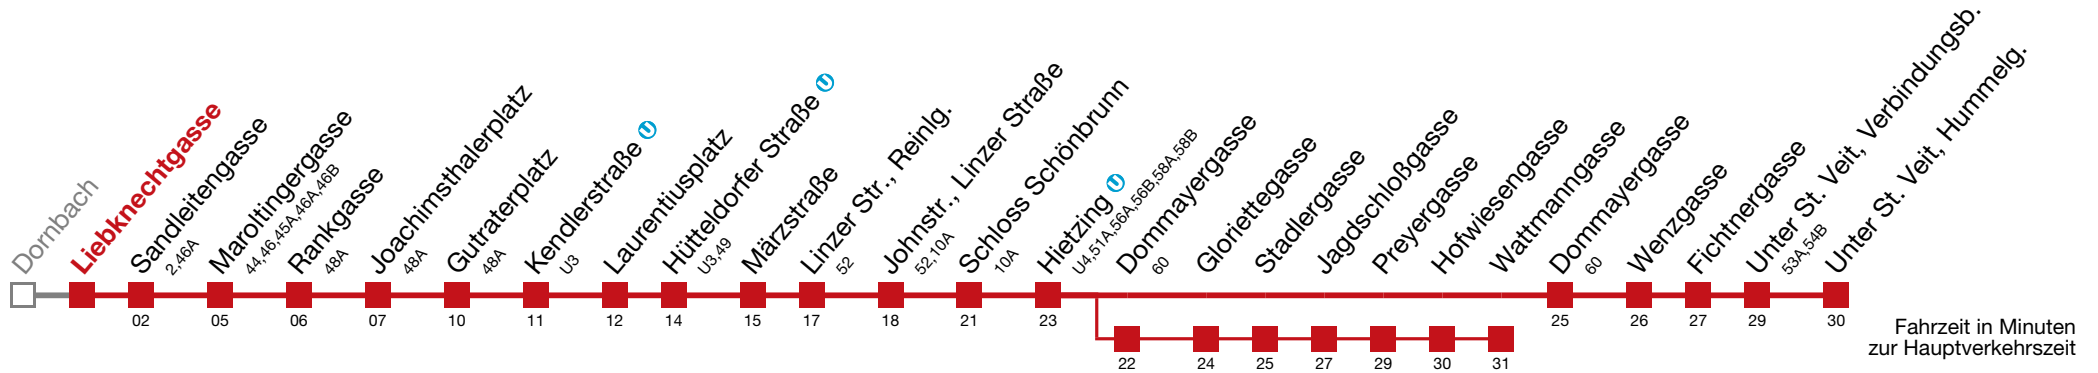 Dornbach
Liebknechtgasse
Sandleitengasse
2,46A
Maroltingergasse
44,46,45A,46A,46B
Rankgasse
48A
Joachimsthalerplatz
48A
Gutraterplatz
48A
Kendlerstraße
U3
Laurentiusplatz
Hütteldorfer Straße
U3,49
Märzstraße
Linzer Str., Reinlg.
52
Johnstr., Linzer Straße
52,10A
Schloss Schönbrunn
10A
Hietzing
U4,51A,56A,56B,58A,58B
Dommayergasse
60
Gloriettegasse
Stadlergasse
Jagdschloßgasse
Preyergasse
Hofwiesengasse
Wattmanngasse
Dommayergasse
60
Wenzgasse
Fichtnergasse
Unter St. Veit, Verbindungsb.
53A,54B
Unter St. Veit, Hummelg.
02 05 06 07 10 11 12 14 15 17 18 21 23 25 26 27 29 30
22 24 25 27 29 30 31
Fahrzeit in Minuten
zur Hauptverkehrszeit